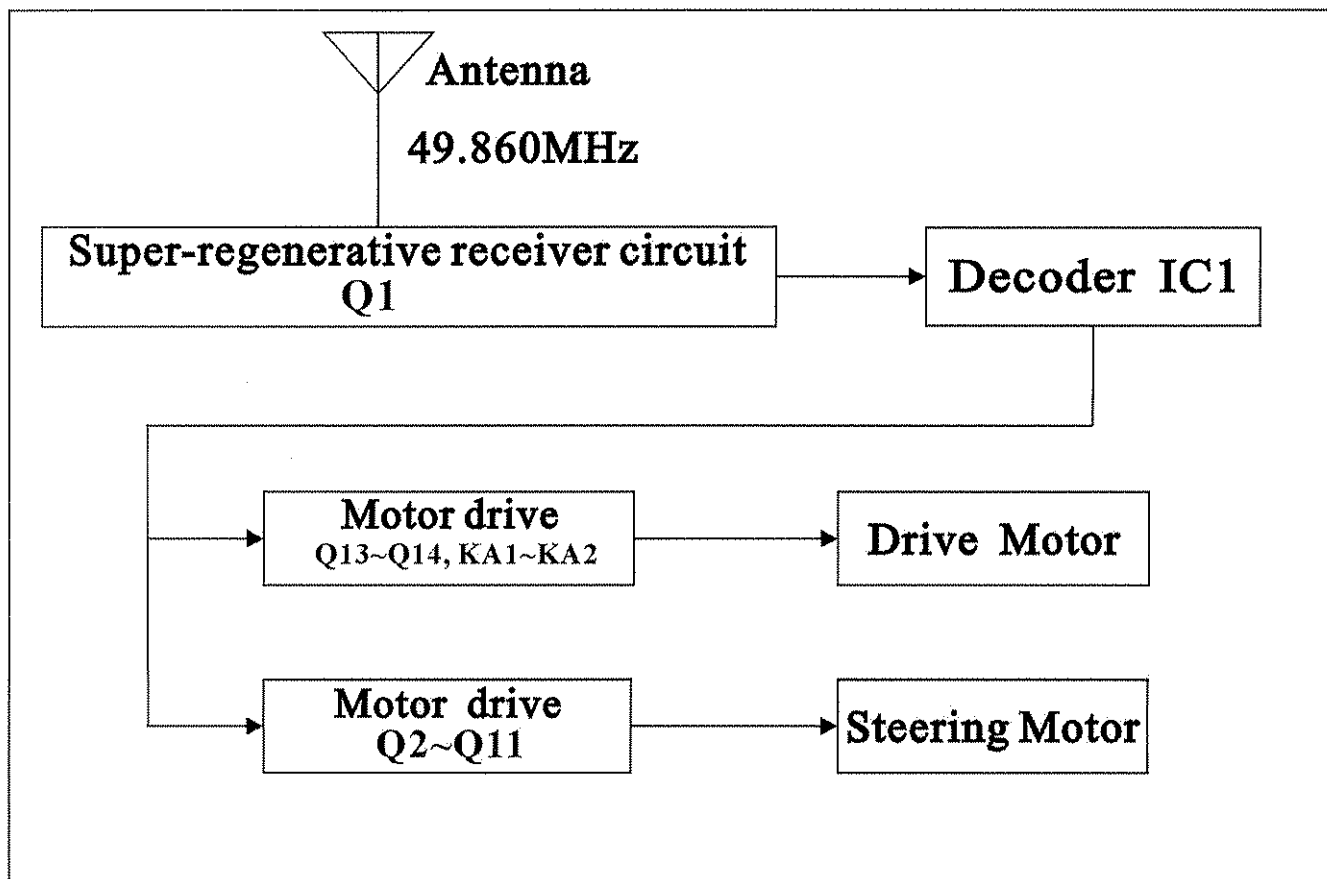 Antenna
49.860MHz
Super-regenerative receiver circuit
Q1
Decoder IC1
Motor drive
Q13~Q14, KA1~KA2
Drive Motor
Motor drive
Q2~Q11
Steering Motor